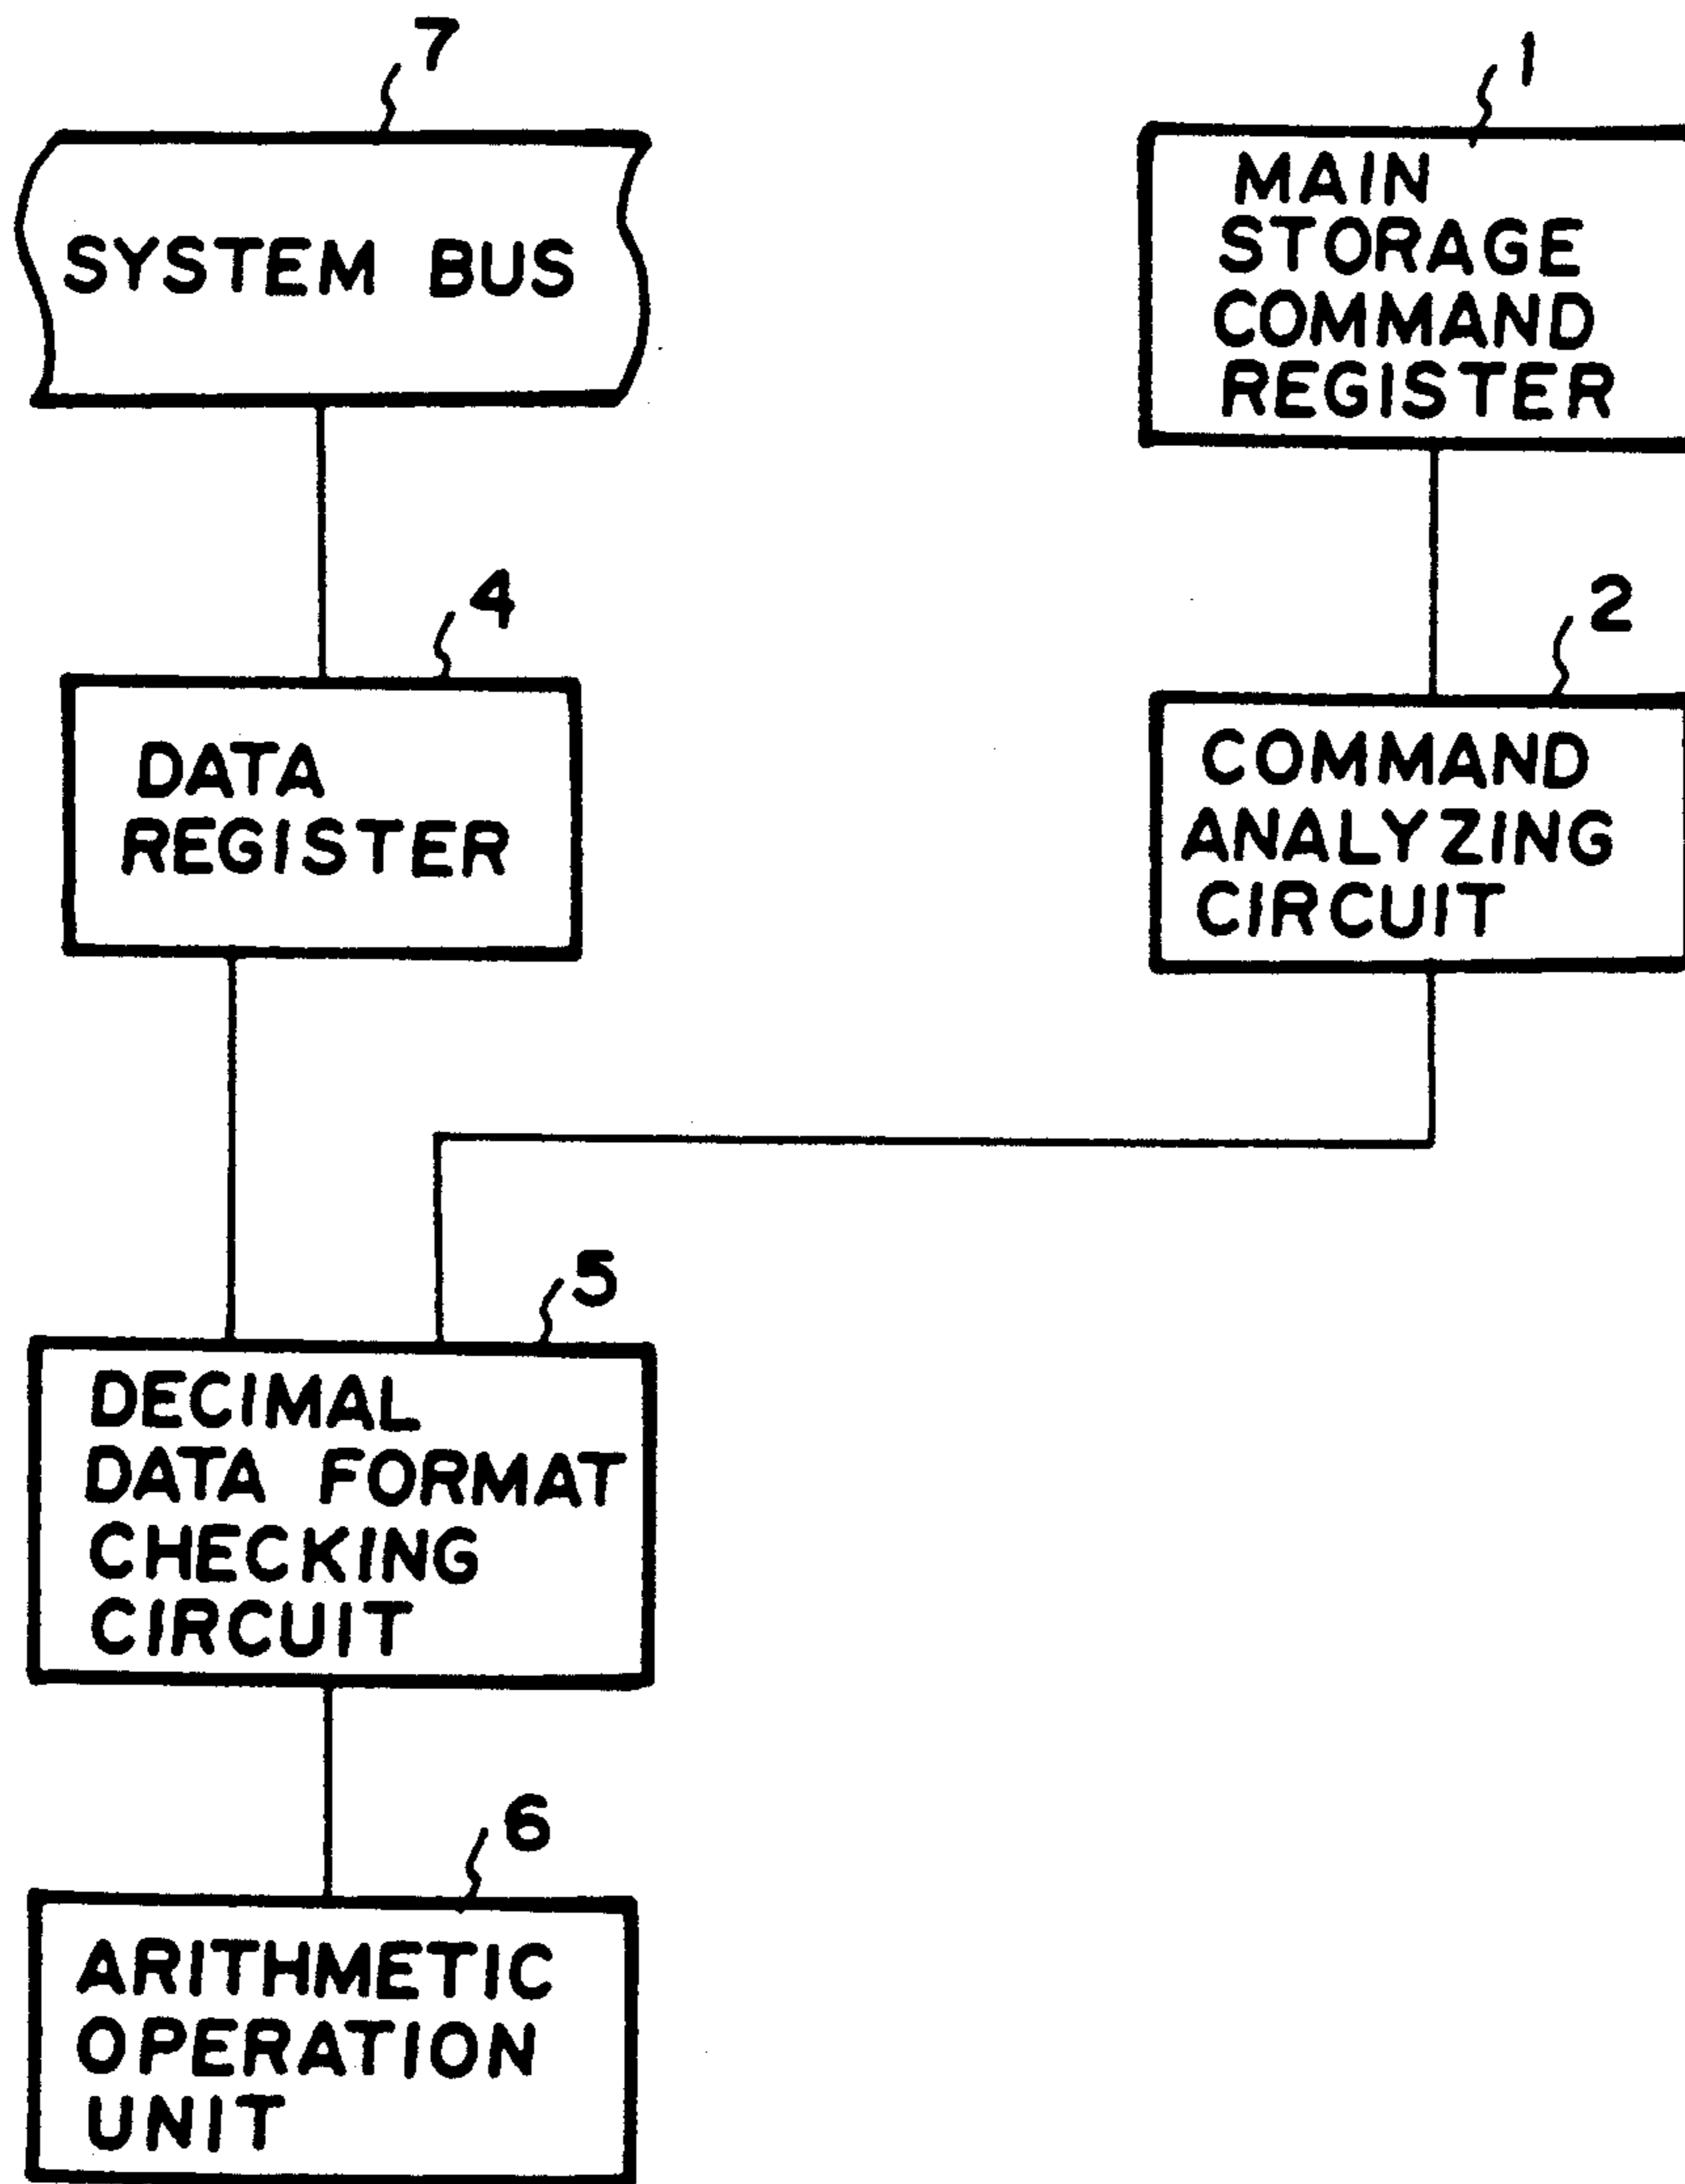 7
SYSTEM BUS
1
MAIN
STORAGE
COMMAND
REGISTER
4
DATA
REGISTER
2
COMMAND
ANALYZING
CIRCUIT
5
DECIMAL
DATA FORMAT
CHECKING
CIRCUIT
6
ARITHMETIC
OPERATION
UNIT